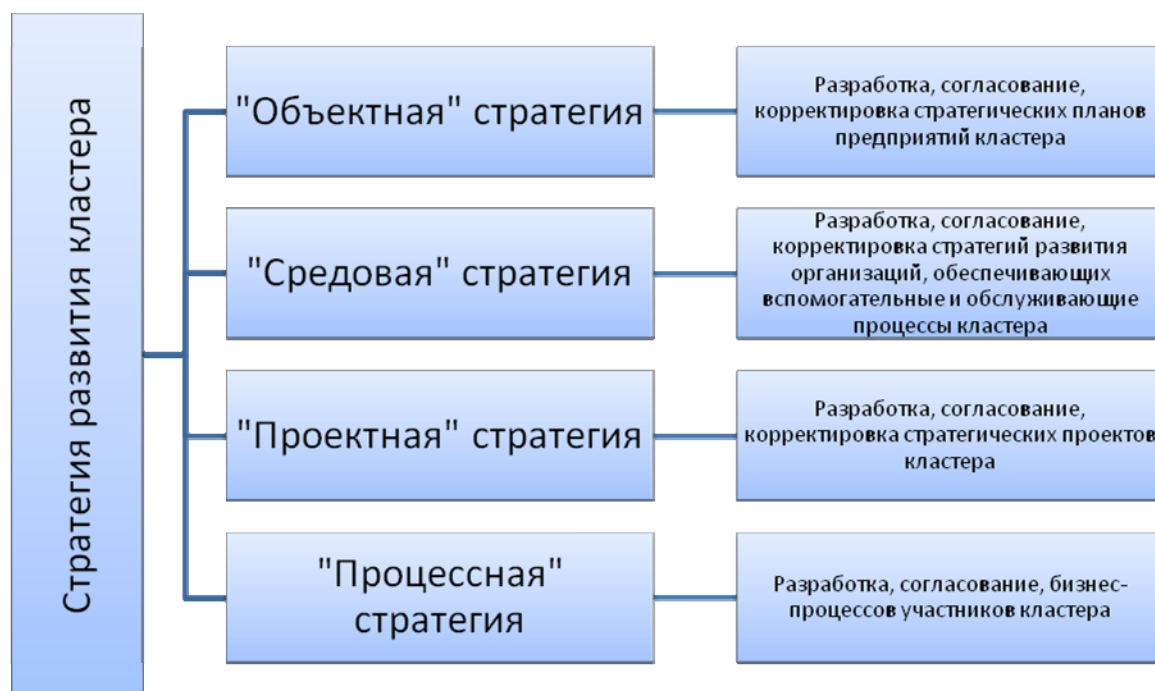 Стратегия развития кластера
"Объектная" стратегия
Разработка, согласование,
корректировка стратегических планов
предприятий кластера
"Средовая" стратегия
Разработка, согласование,
корректировка стратегий развития
организаций, обеспечивающих
вспомогательные и обслуживающие
процессы кластера
"Проектная" стратегия
Разработка, согласование,
корректировка стратегических проектов
кластера
"Процессная"
стратегия
Разработка, согласование, бизнес-
процессов участников кластера